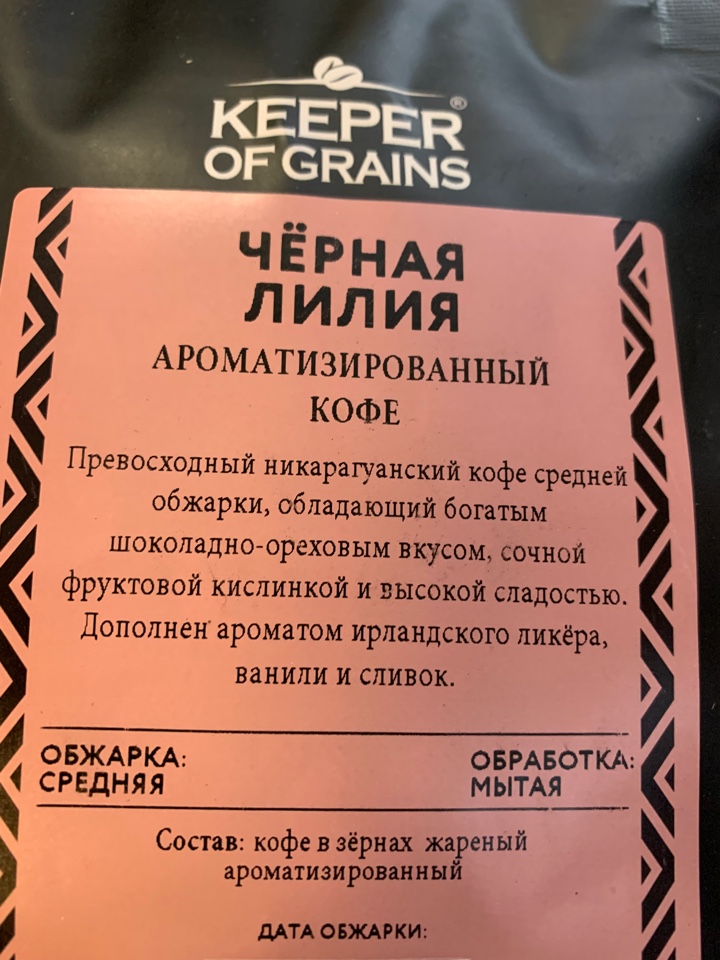 KEEPER®
OF GRAINS
ЧЁРНАЯ
ЛИЛИЯ
АРОМАТИЗИРОВАННЫЙ
КОФЕ
Превосходный никарагуанский кофе средней
обжарки, обладающий богатым
шоколадно-ореховым вкусом, сочной
фруктовой кислинкой и высокой сладостью.
Дополнен ароматом ирландского ликёра,
ванили и сливок.
ОБЖАРКА: ОБРАБОТКА:
СРЕДНЯЯ МЫТАЯ
Состав: кофе в зёрнах жареный
ароматизированный
ДАТА ОБЖАРКИ: